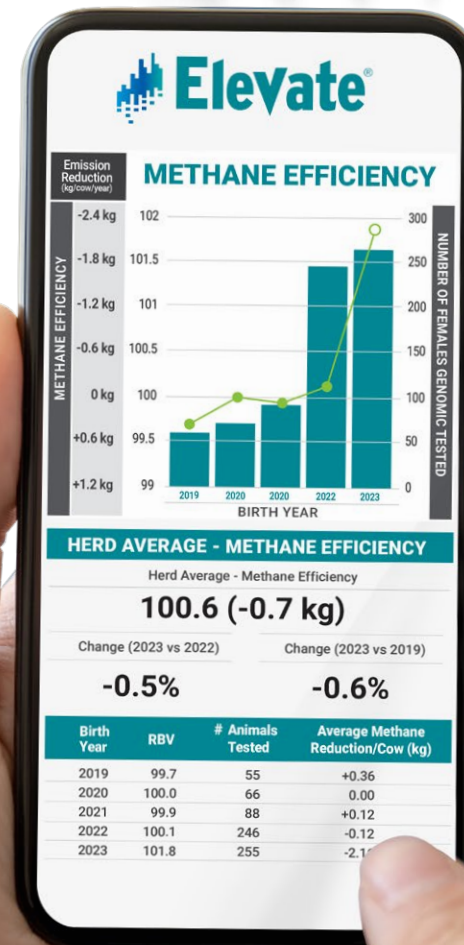 Elevate®
Emission
Reduction
(kg/cow/year)
METHANE EFFICIENCY
METHANE EFFICIENCY
-2.4 kg
-1.8 kg
-1.2 kg
-0.6 kg
0 kg
+0.6 kg
+1.2 kg
102
101.5
101
100.5
100
99.5
99
300
250
200
150
100
50
0
NUMBER OF FEMALES GENOMIC TESTED
2019 2020 2020 2022 2023
BIRTH YEAR
HERD AVERAGE - METHANE EFFICIENCY
Herd Average - Methane Efficiency
100.6 (-0.7 kg)
Change (2023 vs 2022) Change (2023 vs 2019)
-0.5% -0.6%
Birth Year RBV # Animals Tested Average Methane Reduction/Cow (kg)
2019 99.7 55 +0.36
2020 100.0 66 0.00
2021 99.9 88 +0.12
2022 100.1 246 -0.12
2023 101.8 255